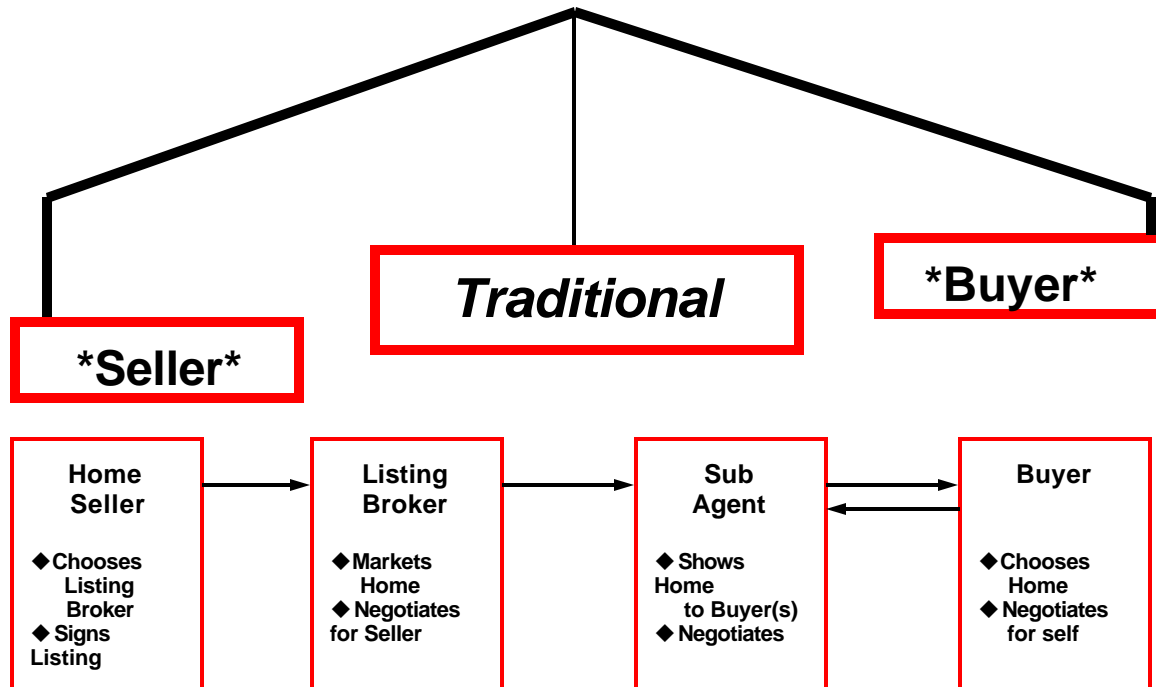 *Buyer*
Traditional
*Seller*
Home
Seller
◆Chooses
Listing
Broker
◆Signs
Listing
Listing
Broker
◆Markets
Home
◆Negotiates
for Seller
Sub
Agent
◆Shows
Home
to Buyer(s)
◆Negotiates
Buyer
◆Chooses
Home
◆Negotiates
for self